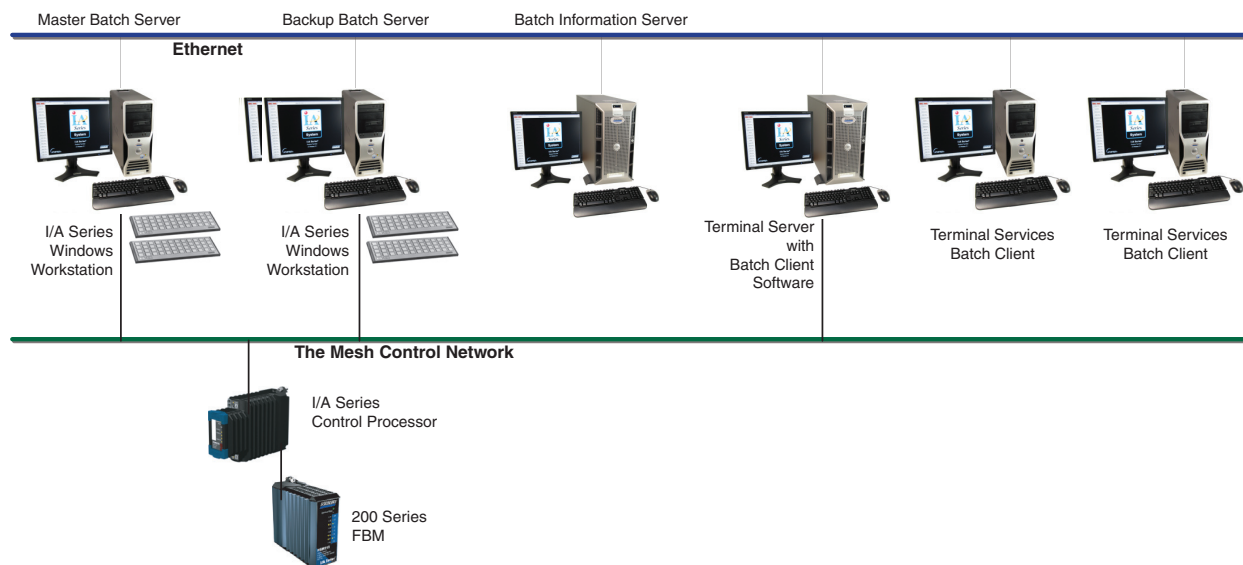 Master Batch Server
Backup Batch Server
Batch Information Server
Ethernet
I/A Series
Windows
Workstation
I/A Series
Windows
Workstation
Terminal Server
with
Batch Client
Software
Terminal Services
Batch Client
Terminal Services
Batch Client
The Mesh Control Network
I/A Series
Control Processor
200 Series
FBM